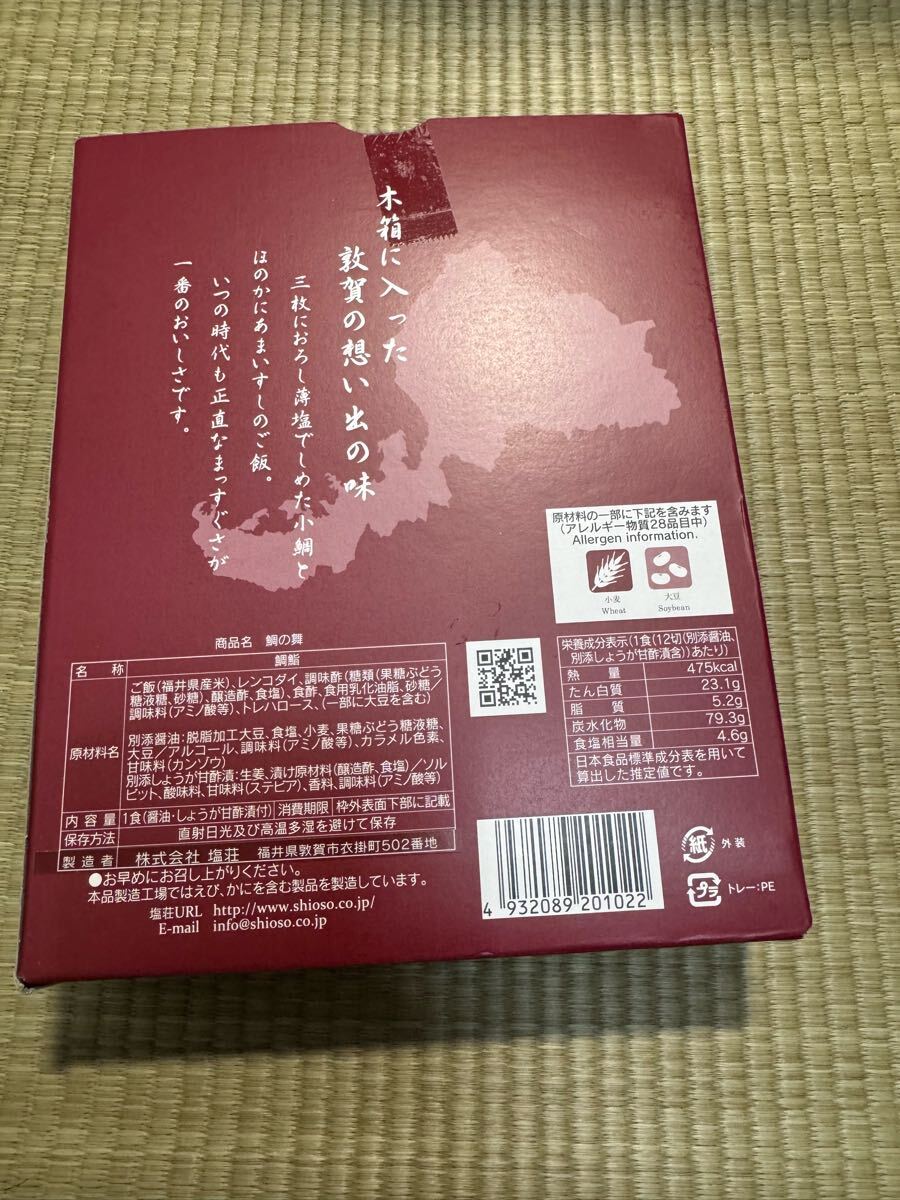 木箱に入った
敦賀の想い出の味
三枚におろし薄塩でしめた小鯛と
ほのかにあまいすしのご飯。
いつの時代も正直なまっすぐさが
一番のおいしさです。
原材料の一部に下記を含みます
(アレルギー物質28品目中)
Allergen information.
小麦
Wheat
大豆
Soybean
商品名 鯛の舞
名称 鯛鮨
原材料名
ご飯(福井県産米)、レンコダイ、調味酢(糖類(果糖ぶどう
糖液糖、砂糖)、醸造酢、食塩)、食酢、食用乳化油脂、砂糖/
調味料(アミノ酸等)、トレハロース、(一部に大豆を含む)
別添醤油:脱脂加工大豆、食塩、小麦、果糖ぶどう糖液糖、
大豆/アルコール、調味料(アミノ酸等)、カラメル色素、
甘味料(カンゾウ)
別添しょうが甘酢漬:生姜、漬け原材料(醸造酢、食塩)/ソル
ビット、酸味料、甘味料(ステビア)、香料、調味料(アミノ酸等)
内容量 1食(醤油・しょうが甘酢漬付) 消費期限 枠外表面下部に記載
保存方法 直射日光及び高温多湿を避けて保存
製造者 株式会社 塩荘 福井県敦賀市衣掛町502番地
●お早めにお召し上がりください。
本品製造工場ではえび、かにを含む製品を製造しています。
塩荘URL http://www.shioso.co.jp/
E-mail info@shioso.co.jp
栄養成分表示(1食(12切(別添醤油、
別添しょうが甘酢漬含))あたり)
熱量 475kcal
たん白質 23.1g
脂質 5.2g
炭水化物 79.3g
食塩相当量 4.6g
日本食品標準成分表を用いて
算出した推定値です。
4 932089 201022
紙 外装
プラ トレー:PE